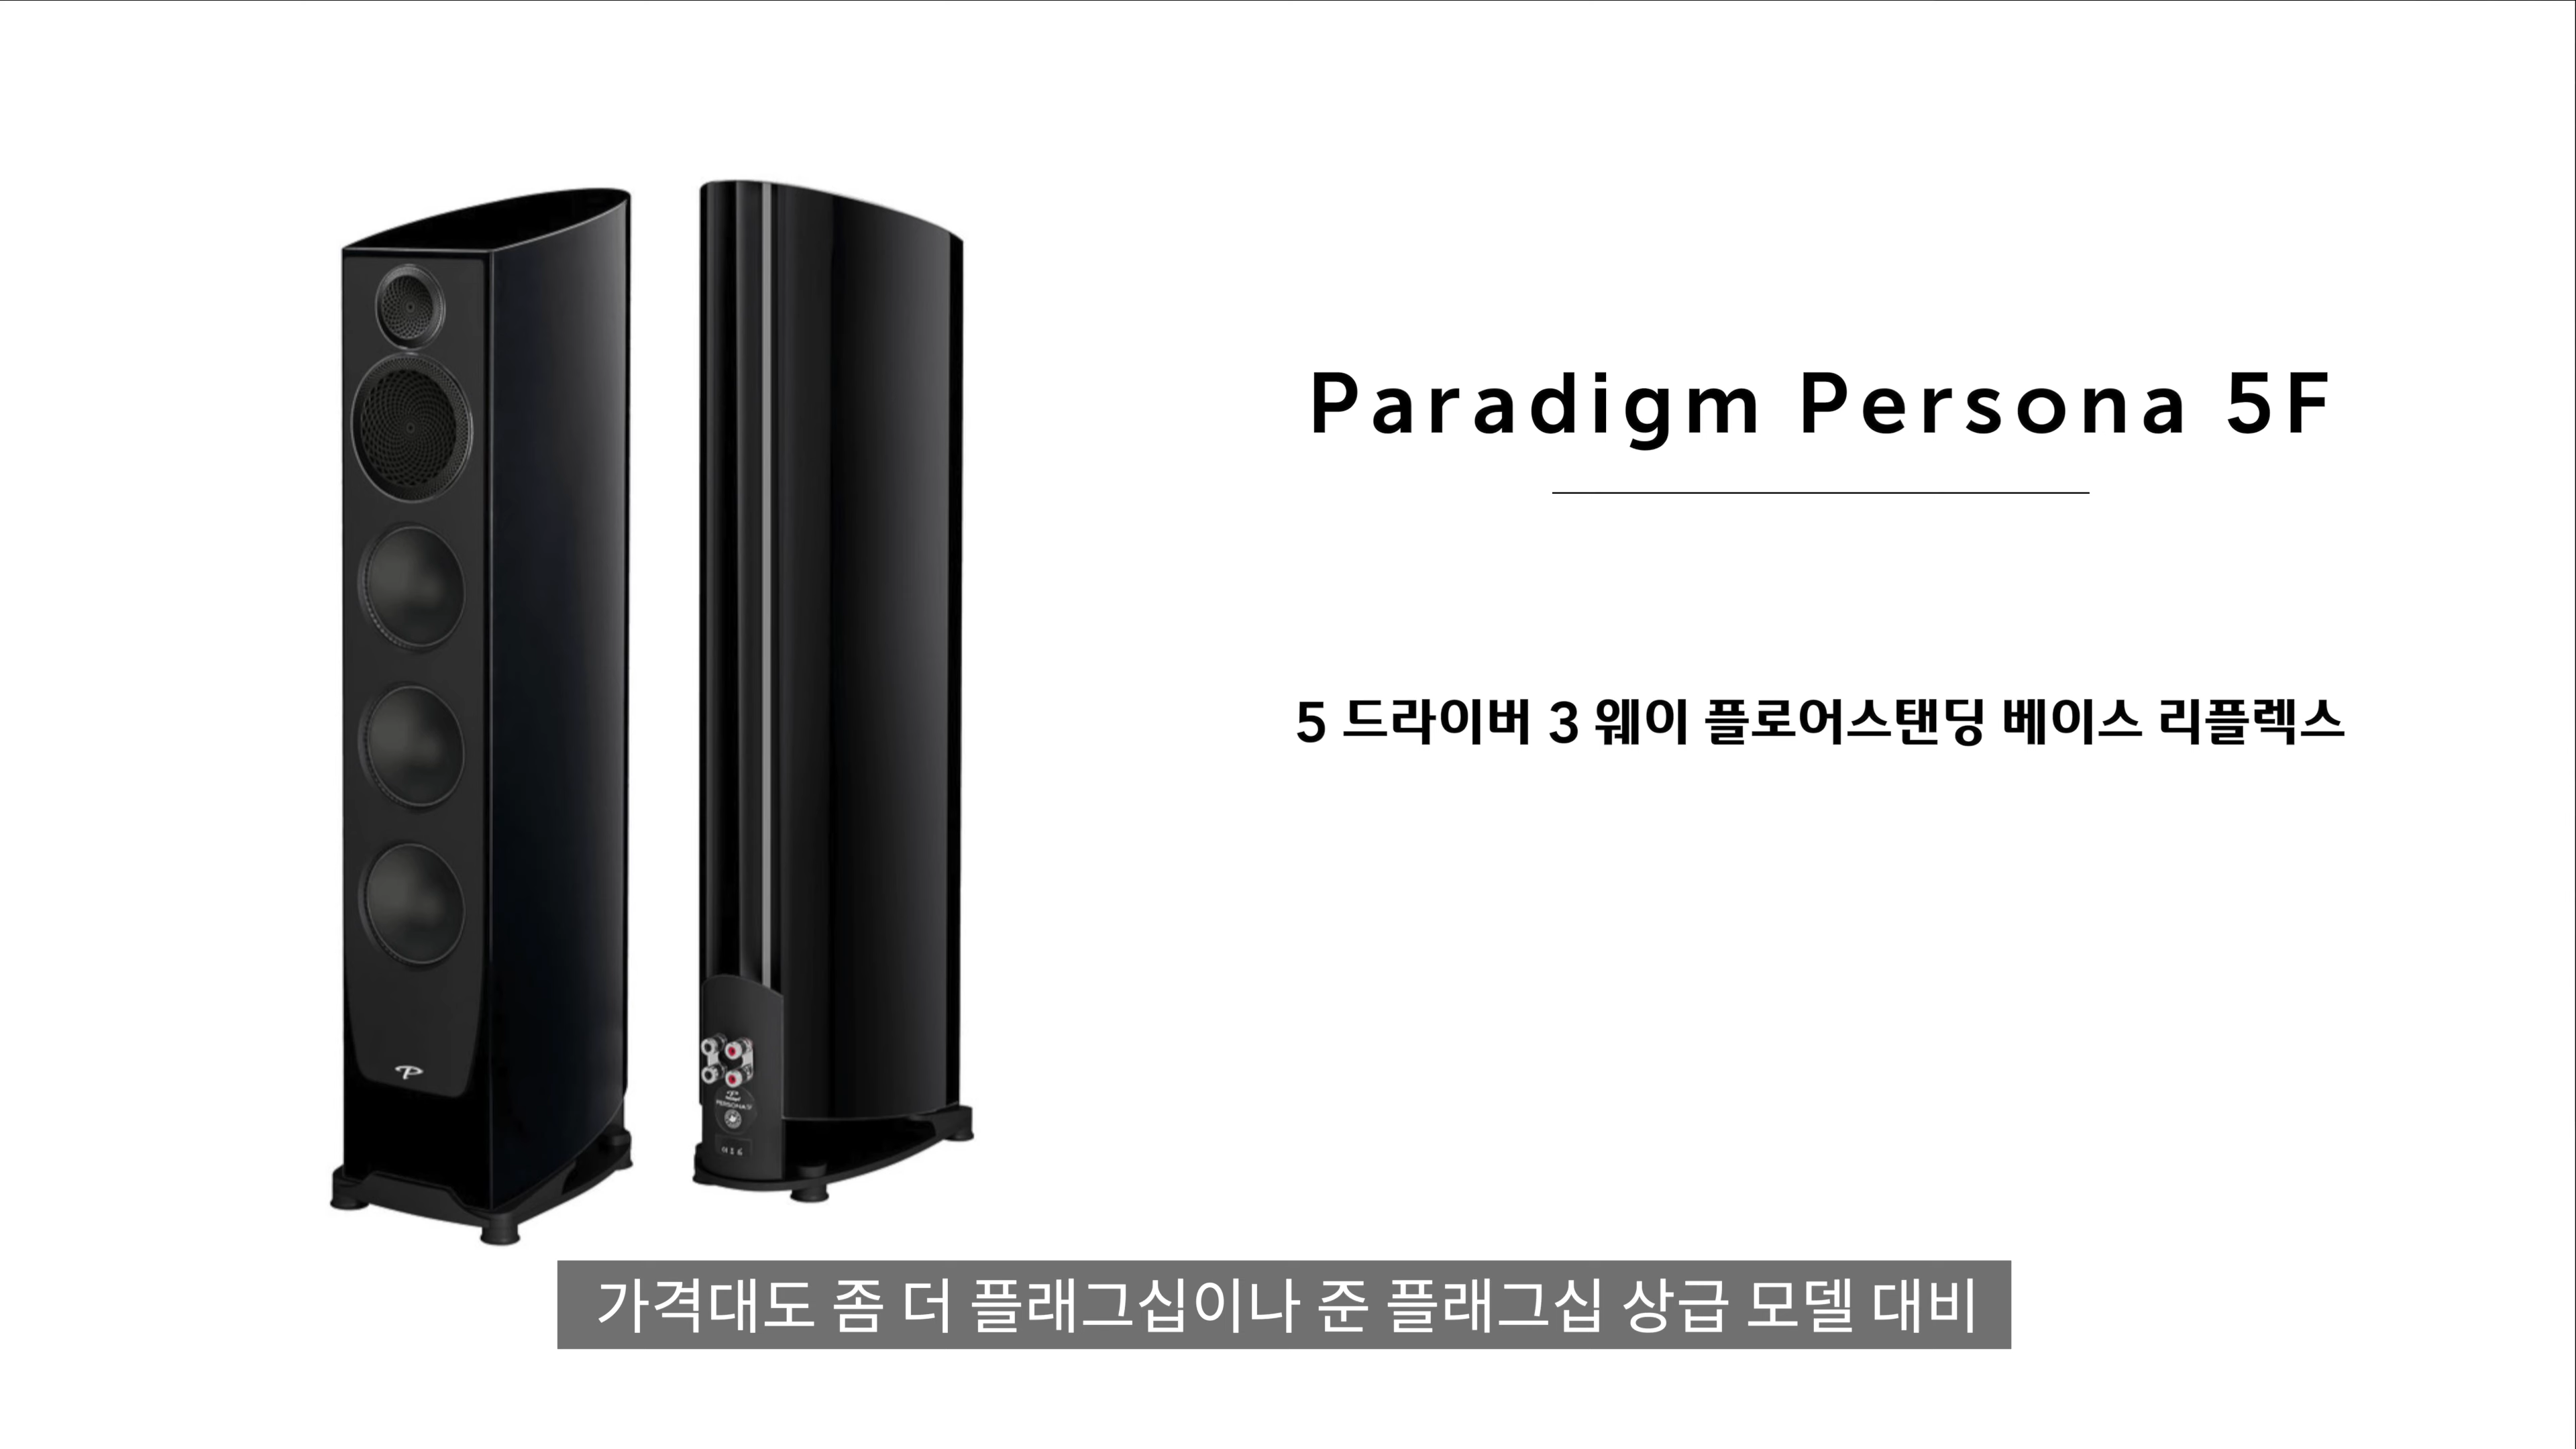 Paradigm Persona 5F
5 드라이버 3 웨이 플로어스탠딩 베이스 리플렉스
PERSONA 5F
가격대도 좀 더 플래그십이나 준 플래그십 상급 모델 대비